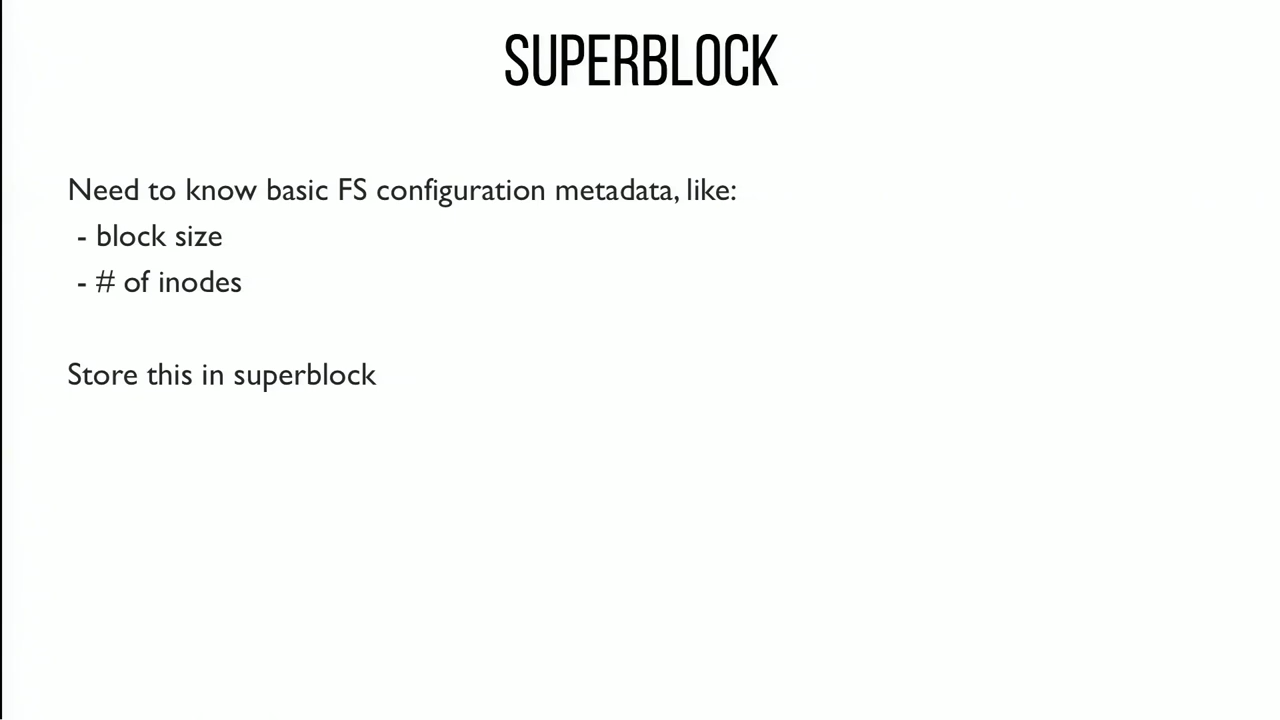 SUPERBLOCK
Need to know basic FS configuration metadata, like:
- block size
- # of inodes
Store this in superblock